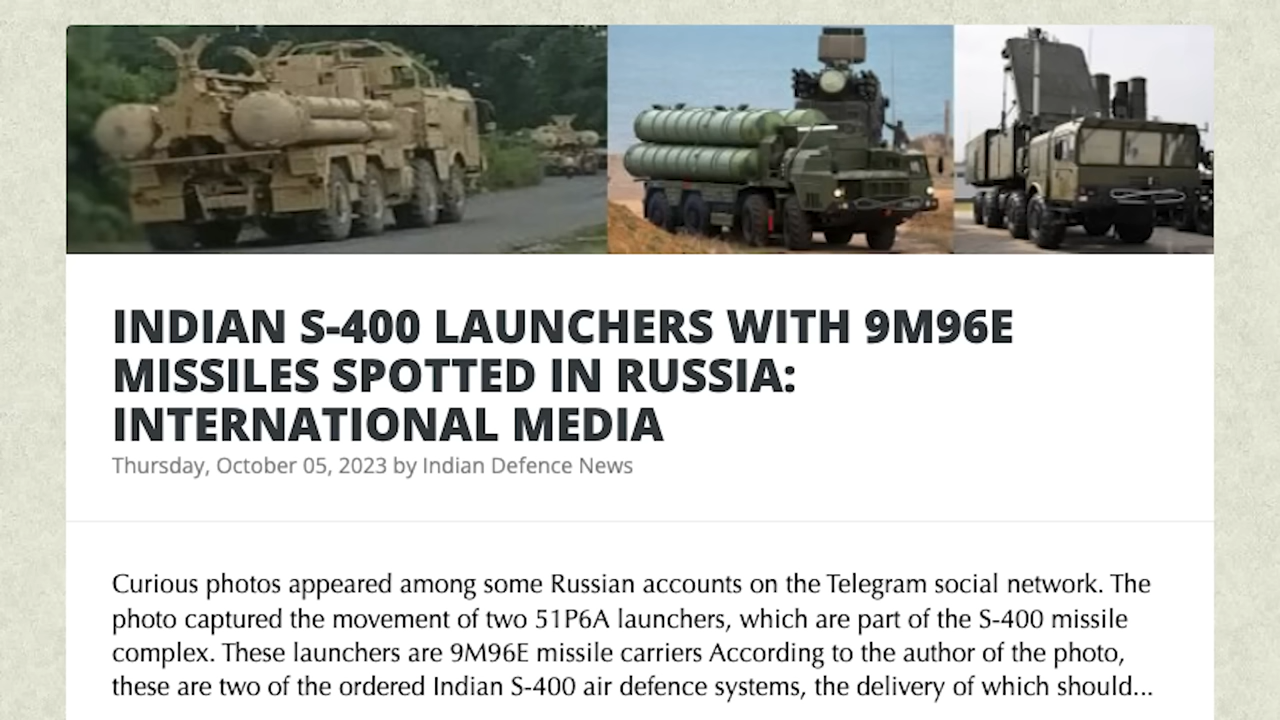 INDIAN S-400 LAUNCHERS WITH 9M96E
MISSILES SPOTTED IN RUSSIA:
INTERNATIONAL MEDIA
Thursday, October 05, 2023 by Indian Defence News
Curious photos appeared among some Russian accounts on the Telegram social network. The
photo captured the movement of two 51P6A launchers, which are part of the S-400 missile
complex. These launchers are 9M96E missile carriers According to the author of the photo,
these are two of the ordered Indian S-400 air defence systems, the delivery of which should...